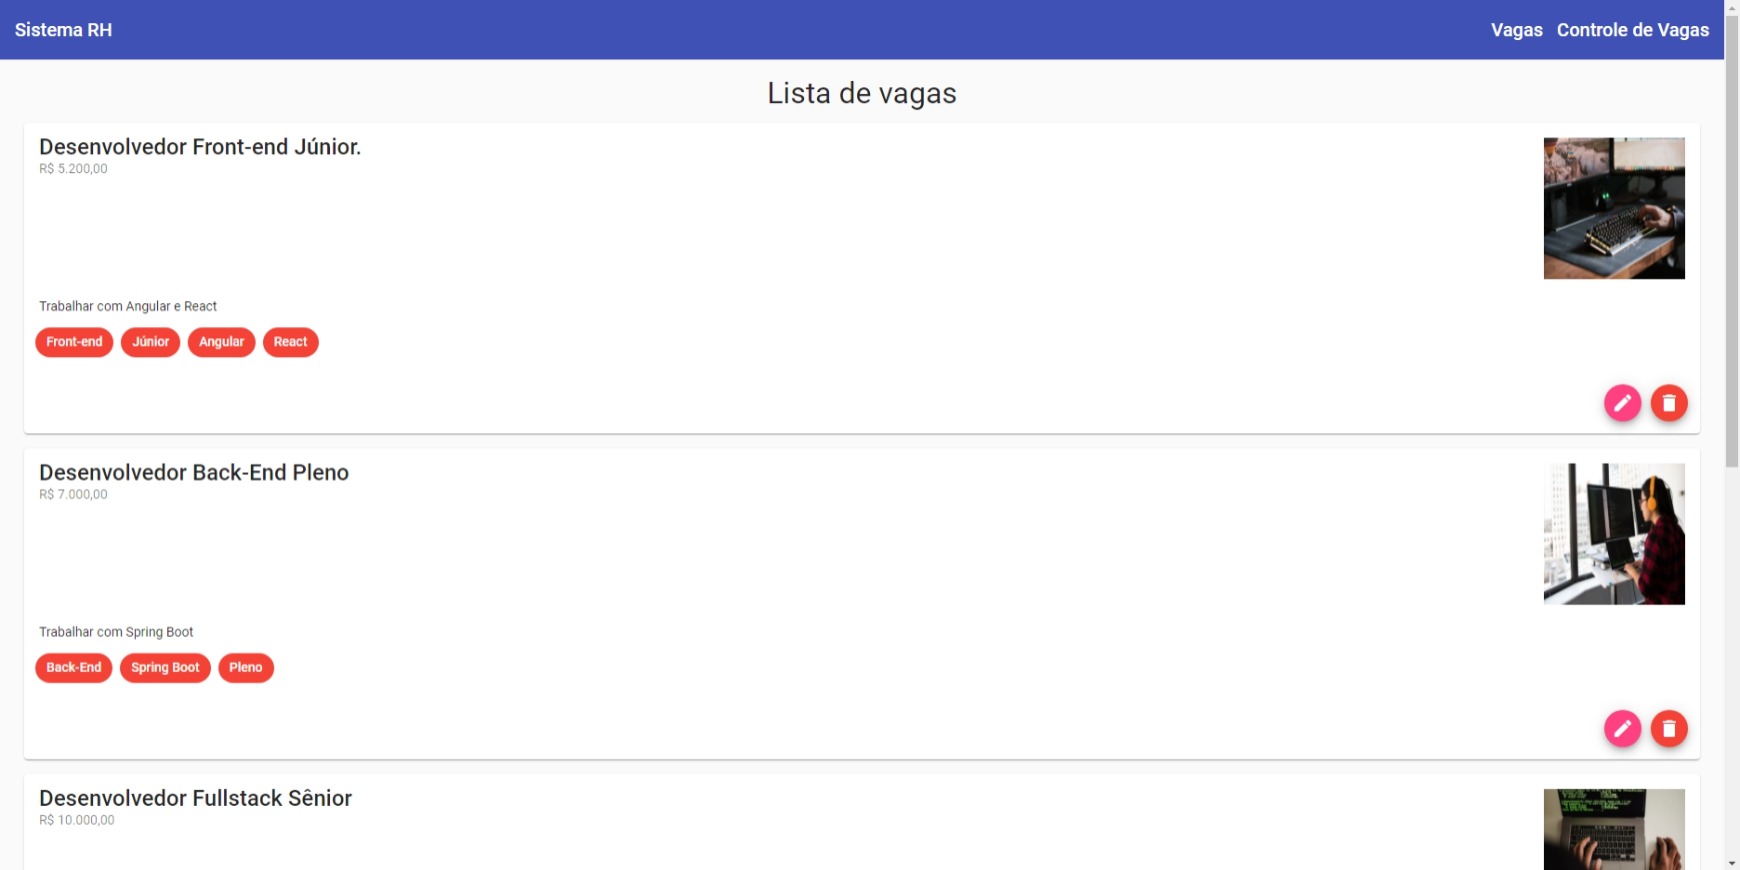 Sistema RH
Vagas
Controle de Vagas
Lista de vagas
Desenvolvedor Front-end Júnior.
R$ 5.200,00
Trabalhar com Angular e React
Front-end
Júnior
Angular
React
Desenvolvedor Back-End Pleno
R$ 7.000,00
Trabalhar com Spring Boot
Back-End
Spring Boot
Pleno
Desenvolvedor Fullstack Sênior
R$ 10.000,00